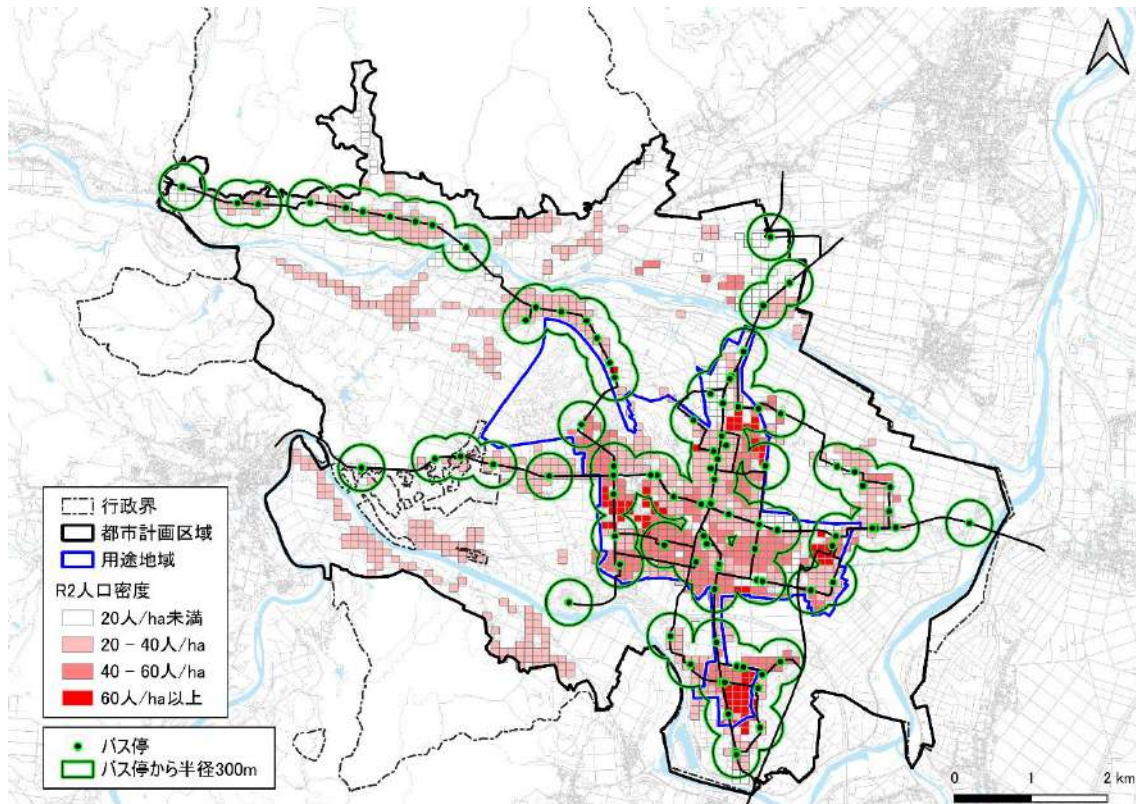 行政界
都市計画区域
用途地域
R2人口密度
20人/ha未満
20 - 40人/ha
40 - 60人/ha
60人/ha以上
バス停
バス停から半径300m
0 1 2 km